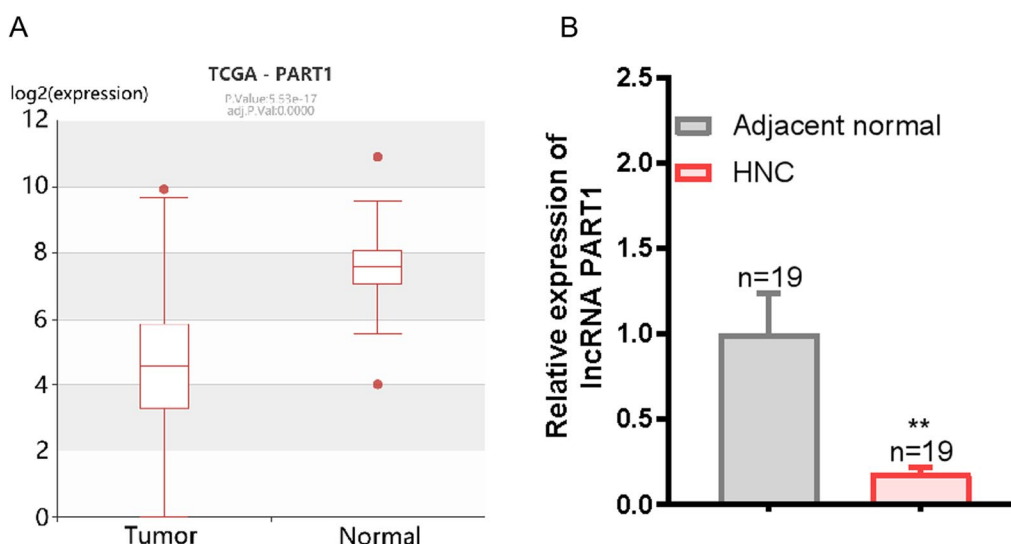 A
TCGA - PART1
P.Value:5.53e-17
adj.P.Val:0.0000
log2(expression)
12
10
8
6
4
2
0
Tumor
Normal
B
Relative expression of
lncRNA PART1
2.5
2.0
1.5
1.0
0.5
0.0
Adjacent normal
HNC
n=19
**
n=19